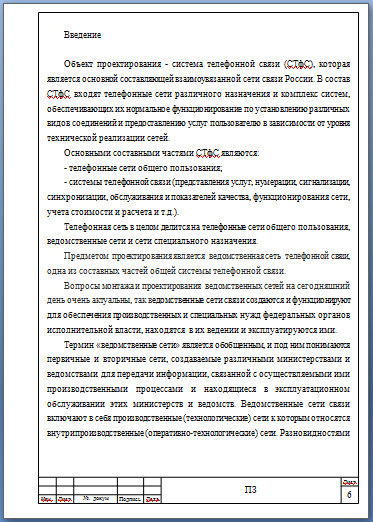 Введение
Объект проектирования - система телефонной связи (СТфС), которая
является основной составляющей взаимоувязанной сети связи России. В состав
СТфС входят телефонные сети различного назначения и комплекс систем,
обеспечивающих их нормальное функционирование по установлению различных
видов соединений и предоставлению услуг пользователю в зависимости от уровня
технической реализации сетей.
Основными составными частями СТфС являются:
- телефонные сети общего пользования;
- системы телефонной связи (представления услуг, нумерации, сигнализации,
синхронизации, обслуживания и показателей качества, функционирования сети,
учета стоимости и расчета и т.д.).
Телефонная сеть в целом делится на телефонные сети общего пользования,
ведомственные сети и сети специального назначения.
Предметом проектирования является ведомственная сеть телефонной связи,
одна из составных частей общей системы телефонной связи.
Вопросы монтажа и проектирования ведомственных сетей на сегодняшний
день очень актуальны, так ведомственные сети связи создаются и функционируют
для обеспечения производственных и специальных нужд федеральных органов
исполнительной власти, находятся в их ведении и эксплуатируются ими.
Термин «ведомственные сети» является обобщенным, и под ним понимаются
первичные и вторичные сети, создаваемые различными министерствами и
ведомствами для передачи информации, связанной с осуществляемыми ими
производственными процессами и находящиеся в эксплуатационном
обслуживании этих министерств и ведомств. Ведомственные сети связи
включают в себя производственные (технологические) сети к которым относятся
внутрипроизводственные (оперативно-технологические) сети. Разновидностями
Изм. Лист № докум Подпись Дата
ПЗ
Лист
6